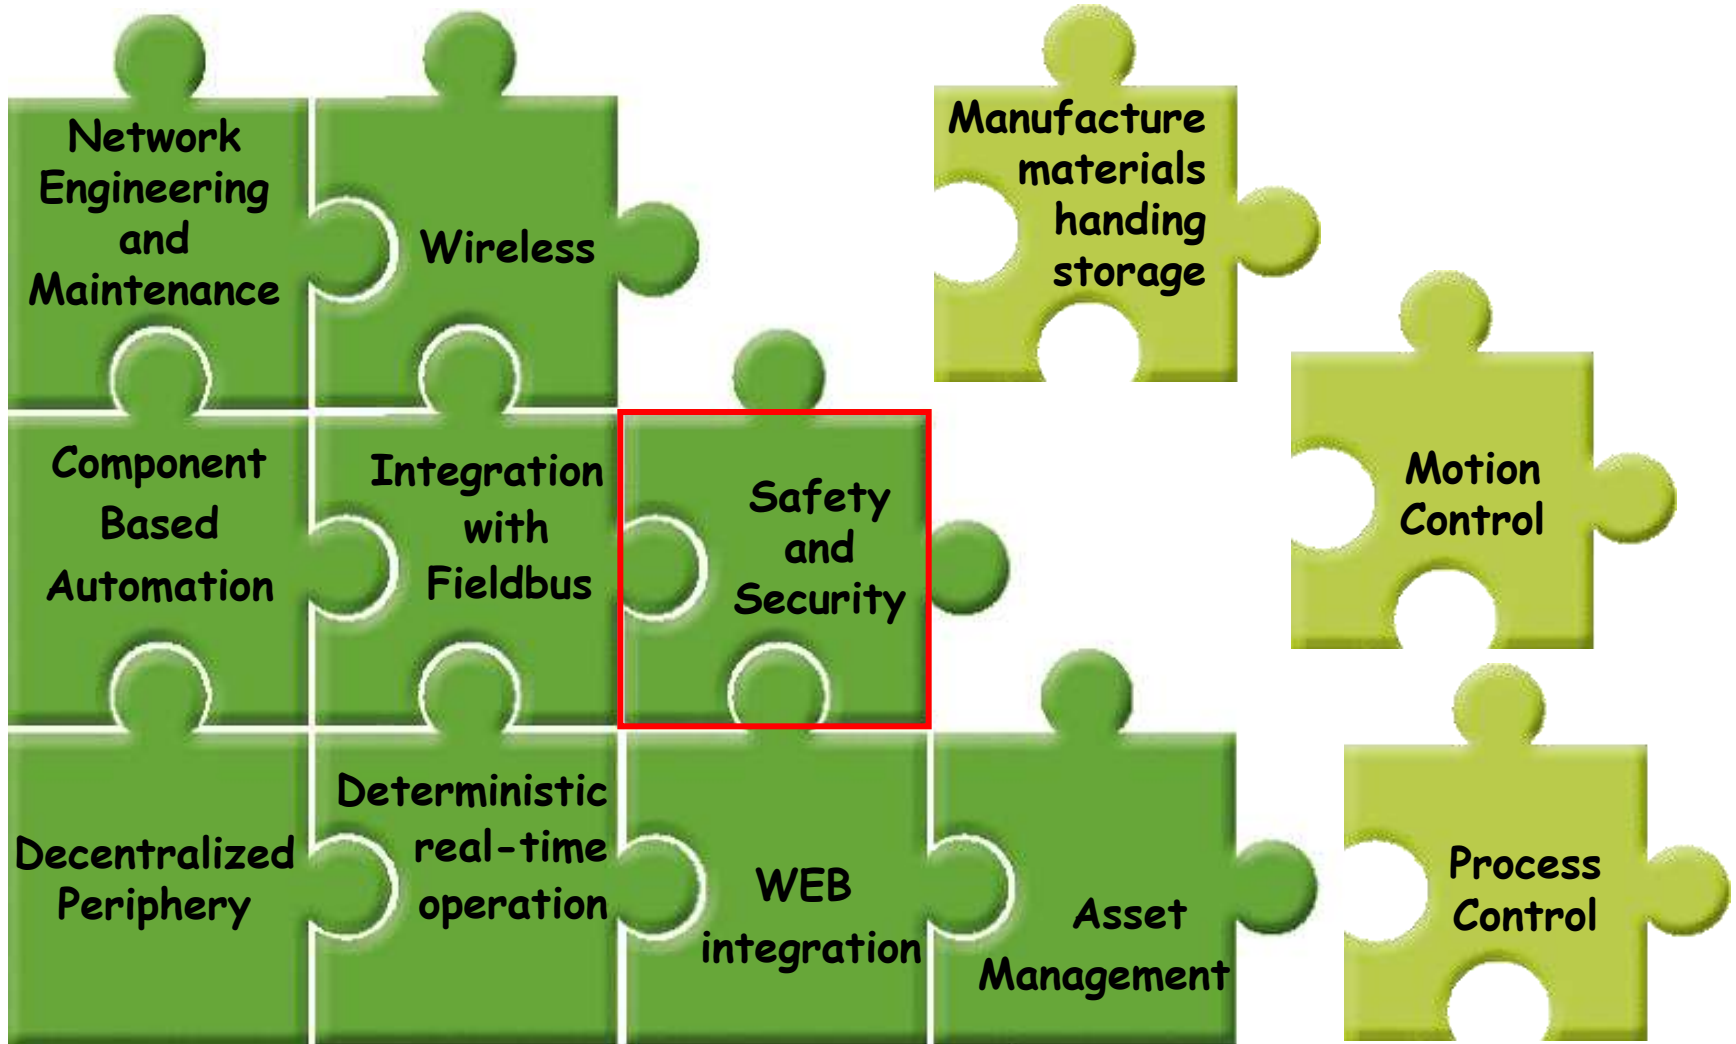 Network
Engineering
and
Maintenance
Wireless
Manufacture
materials
handing
storage
Component
Based
Automation
Integration
with
Fieldbus
Safety
and
Security
Motion
Control
Decentralized
Periphery
Deterministic
real-time
operation
WEB
integration
Asset
Management
Process
Control